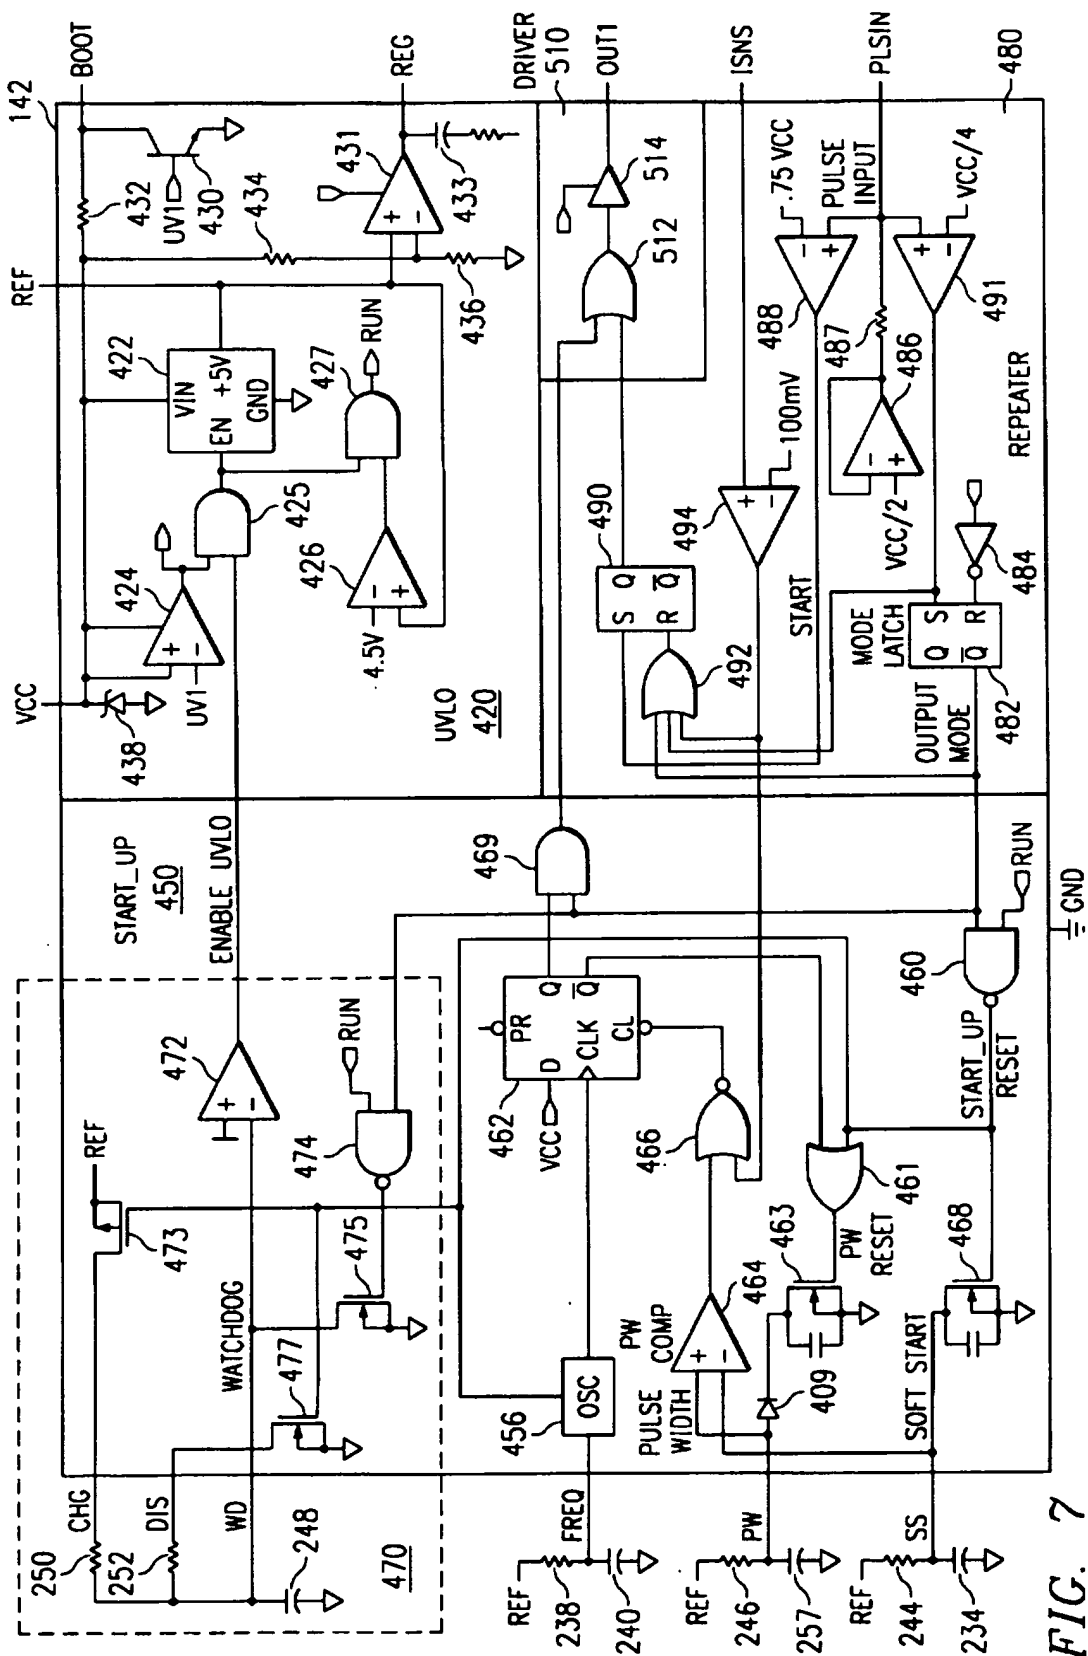 142
VCC
REF
BOOT
438
UV1
424
425
EN
VIN
+5V
GND
422
427
RUN
4.5V
426
432
UV1
430
434
436
431
433
REG
UVLO
420
START_UP
450
ENABLE UVLO
REF
473
472
RUN
474
475
WATCHDOG
477
CHG
250
DIS
252
WD
248
470
DRIVER
510
OUT1
512
514
ISNS
469
PR
D
Q
Q
CLK
CL
462
VCC
466
OSC
456
FREQ
REF
238
240
PULSE
WIDTH
PW
COMP
464
PW
REF
246
257
409
463
PW
RESET
461
SOFT START
468
SS
REF
244
234
START_UP
RESET
460
RUN
GND
490
S
Q
R
Q
492
494
100mV
START
488
.75VCC
PULSE
INPUT
PLSIN
487
486
VCC/2
491
VCC/4
MODE
LATCH
Q
S
Q
R
482
484
OUTPUT
MODE
REPEATER
480
FIG. 7